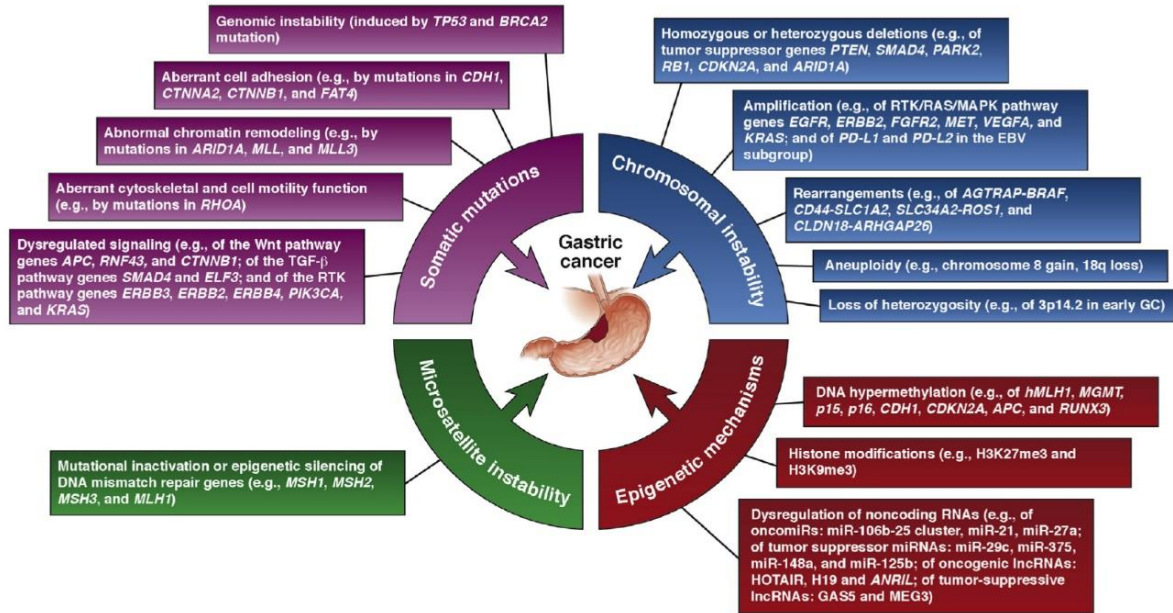 Genomic instability (induced by TP53 and BRCA2
mutation)
Aberrant cell adhesion (e.g., by mutations in CDH1,
CTNNA2, CTNNB1, and FAT4)
Abnormal chromatin remodeling (e.g., by
mutations in ARID1A, MLL, and MLL3)
Aberrant cytoskeletal and cell motility function
(e.g., by mutations in RHOA)
Dysregulated signaling (e.g., of the Wnt pathway
genes APC, RNF43, and CTNNB1; of the TGF-β
pathway genes SMAD4 and ELF3; and of the RTK
pathway genes ERBB3, ERBB2, ERBB4, PIK3CA,
and KRAS)
Somatic mutations
Homozygous or heterozygous deletions (e.g., of
tumor suppressor genes PTEN, SMAD4, PARK2,
RB1, CDKN2A, and ARID1A)
Amplification (e.g., of RTK/RAS/MAPK pathway
genes EGFR, ERBB2, FGFR2, MET, VEGFA, and
KRAS; and of PD-L1 and PD-L2 in the EBV
subgroup)
Rearrangements (e.g., of AGTRAP-BRAF,
CD44-SLC1A2, SLC34A2-ROS1, and
CLDN18-ARHGAP26)
Aneuploidy (e.g., chromosome 8 gain, 18q loss)
Loss of heterozygosity (e.g., of 3p14.2 in early GC)
Chromosomal instability
Gastric
cancer
Microsatellite instability
Mutational inactivation or epigenetic silencing of
DNA mismatch repair genes (e.g., MSH1, MSH2,
MSH3, and MLH1)
Epigenetic mechanisms
DNA hypermethylation (e.g., of hMLH1, MGMT,
p15, p16, CDH1, CDKN2A, APC, and RUNX3)
Histone modifications (e.g., H3K27me3 and
H3K9me3)
Dysregulation of noncoding RNAs (e.g., of
oncomiRs: miR-106b-25 cluster, miR-21, miR-27a;
of tumor suppressor miRNAs: miR-29c, miR-375,
miR-148a, and miR-125b; of oncogenic lncRNAs:
HOTAIR, H19 and ANRIL; of tumor-suppressive
lncRNAs: GAS5 and MEG3)